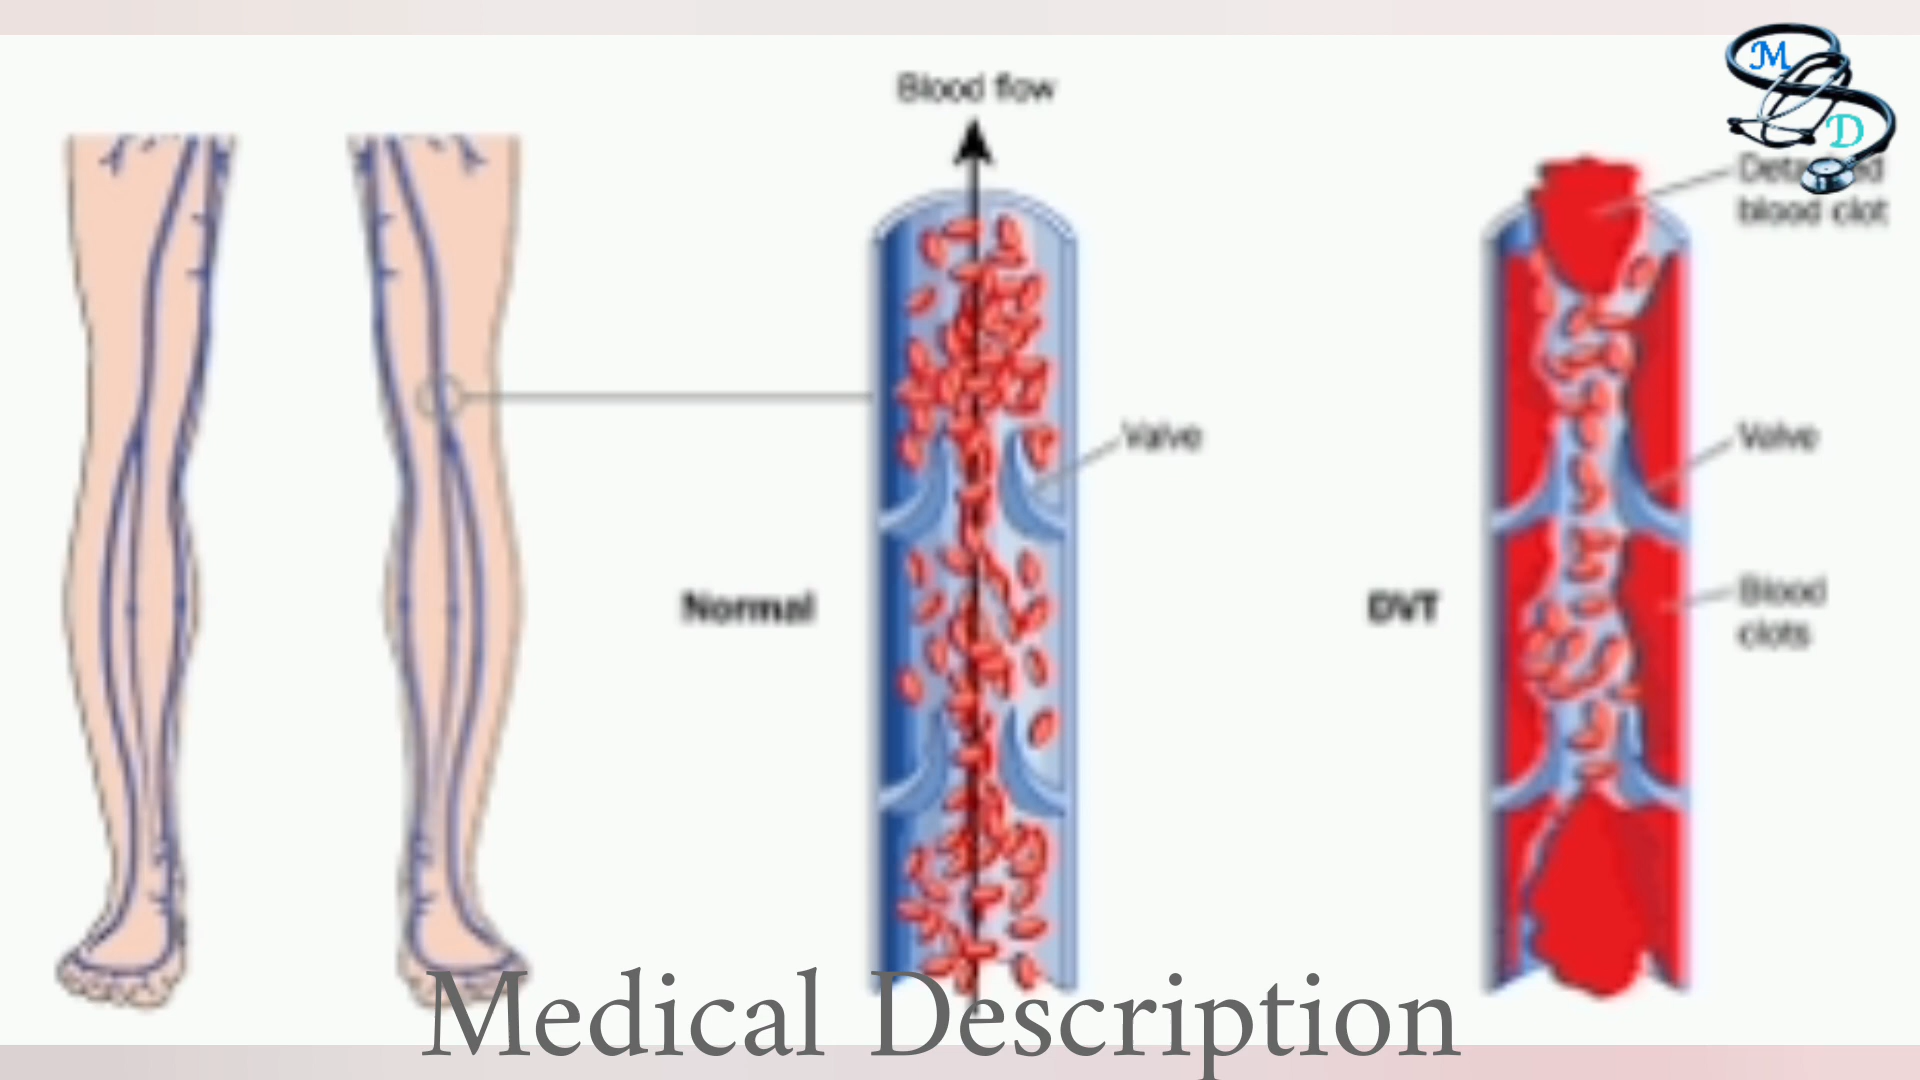 Blood flow
M
D
blood clot
Valve
Valve
Normal
DVT
Blood
clots
Medical Description